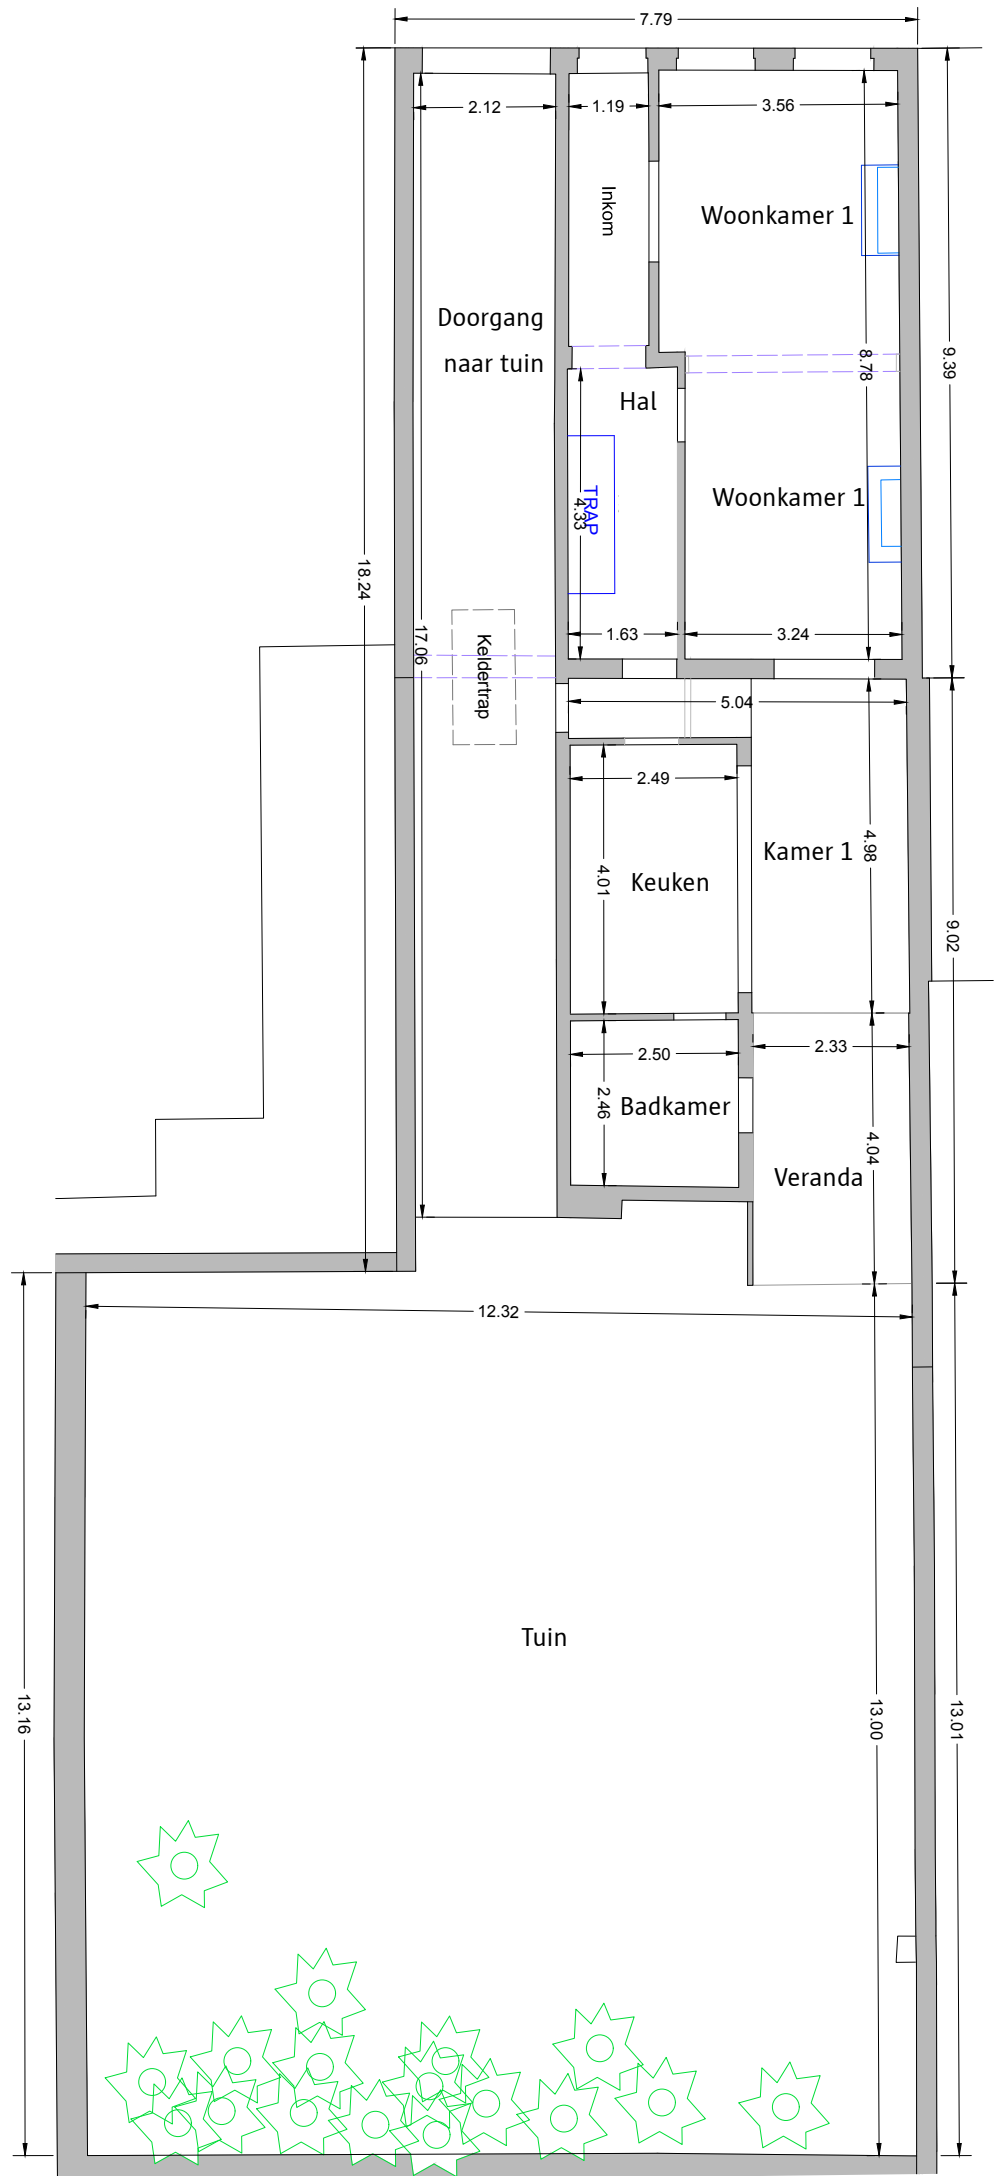 7.79
2.12
1.19
3.56
Inkom
Woonkamer 1
Doorgang
naar tuin
8.78
9.39
Hal
TRAP
4.33
Woonkamer 1
18.24
17.06
Keldertrap
1.63
3.24
5.04
2.49
4.01
Keuken
Kamer 1
4.98
9.02
2.50
2.33
2.46
Badkamer
4.04
Veranda
12.32
Tuin
13.16
13.00
13.01